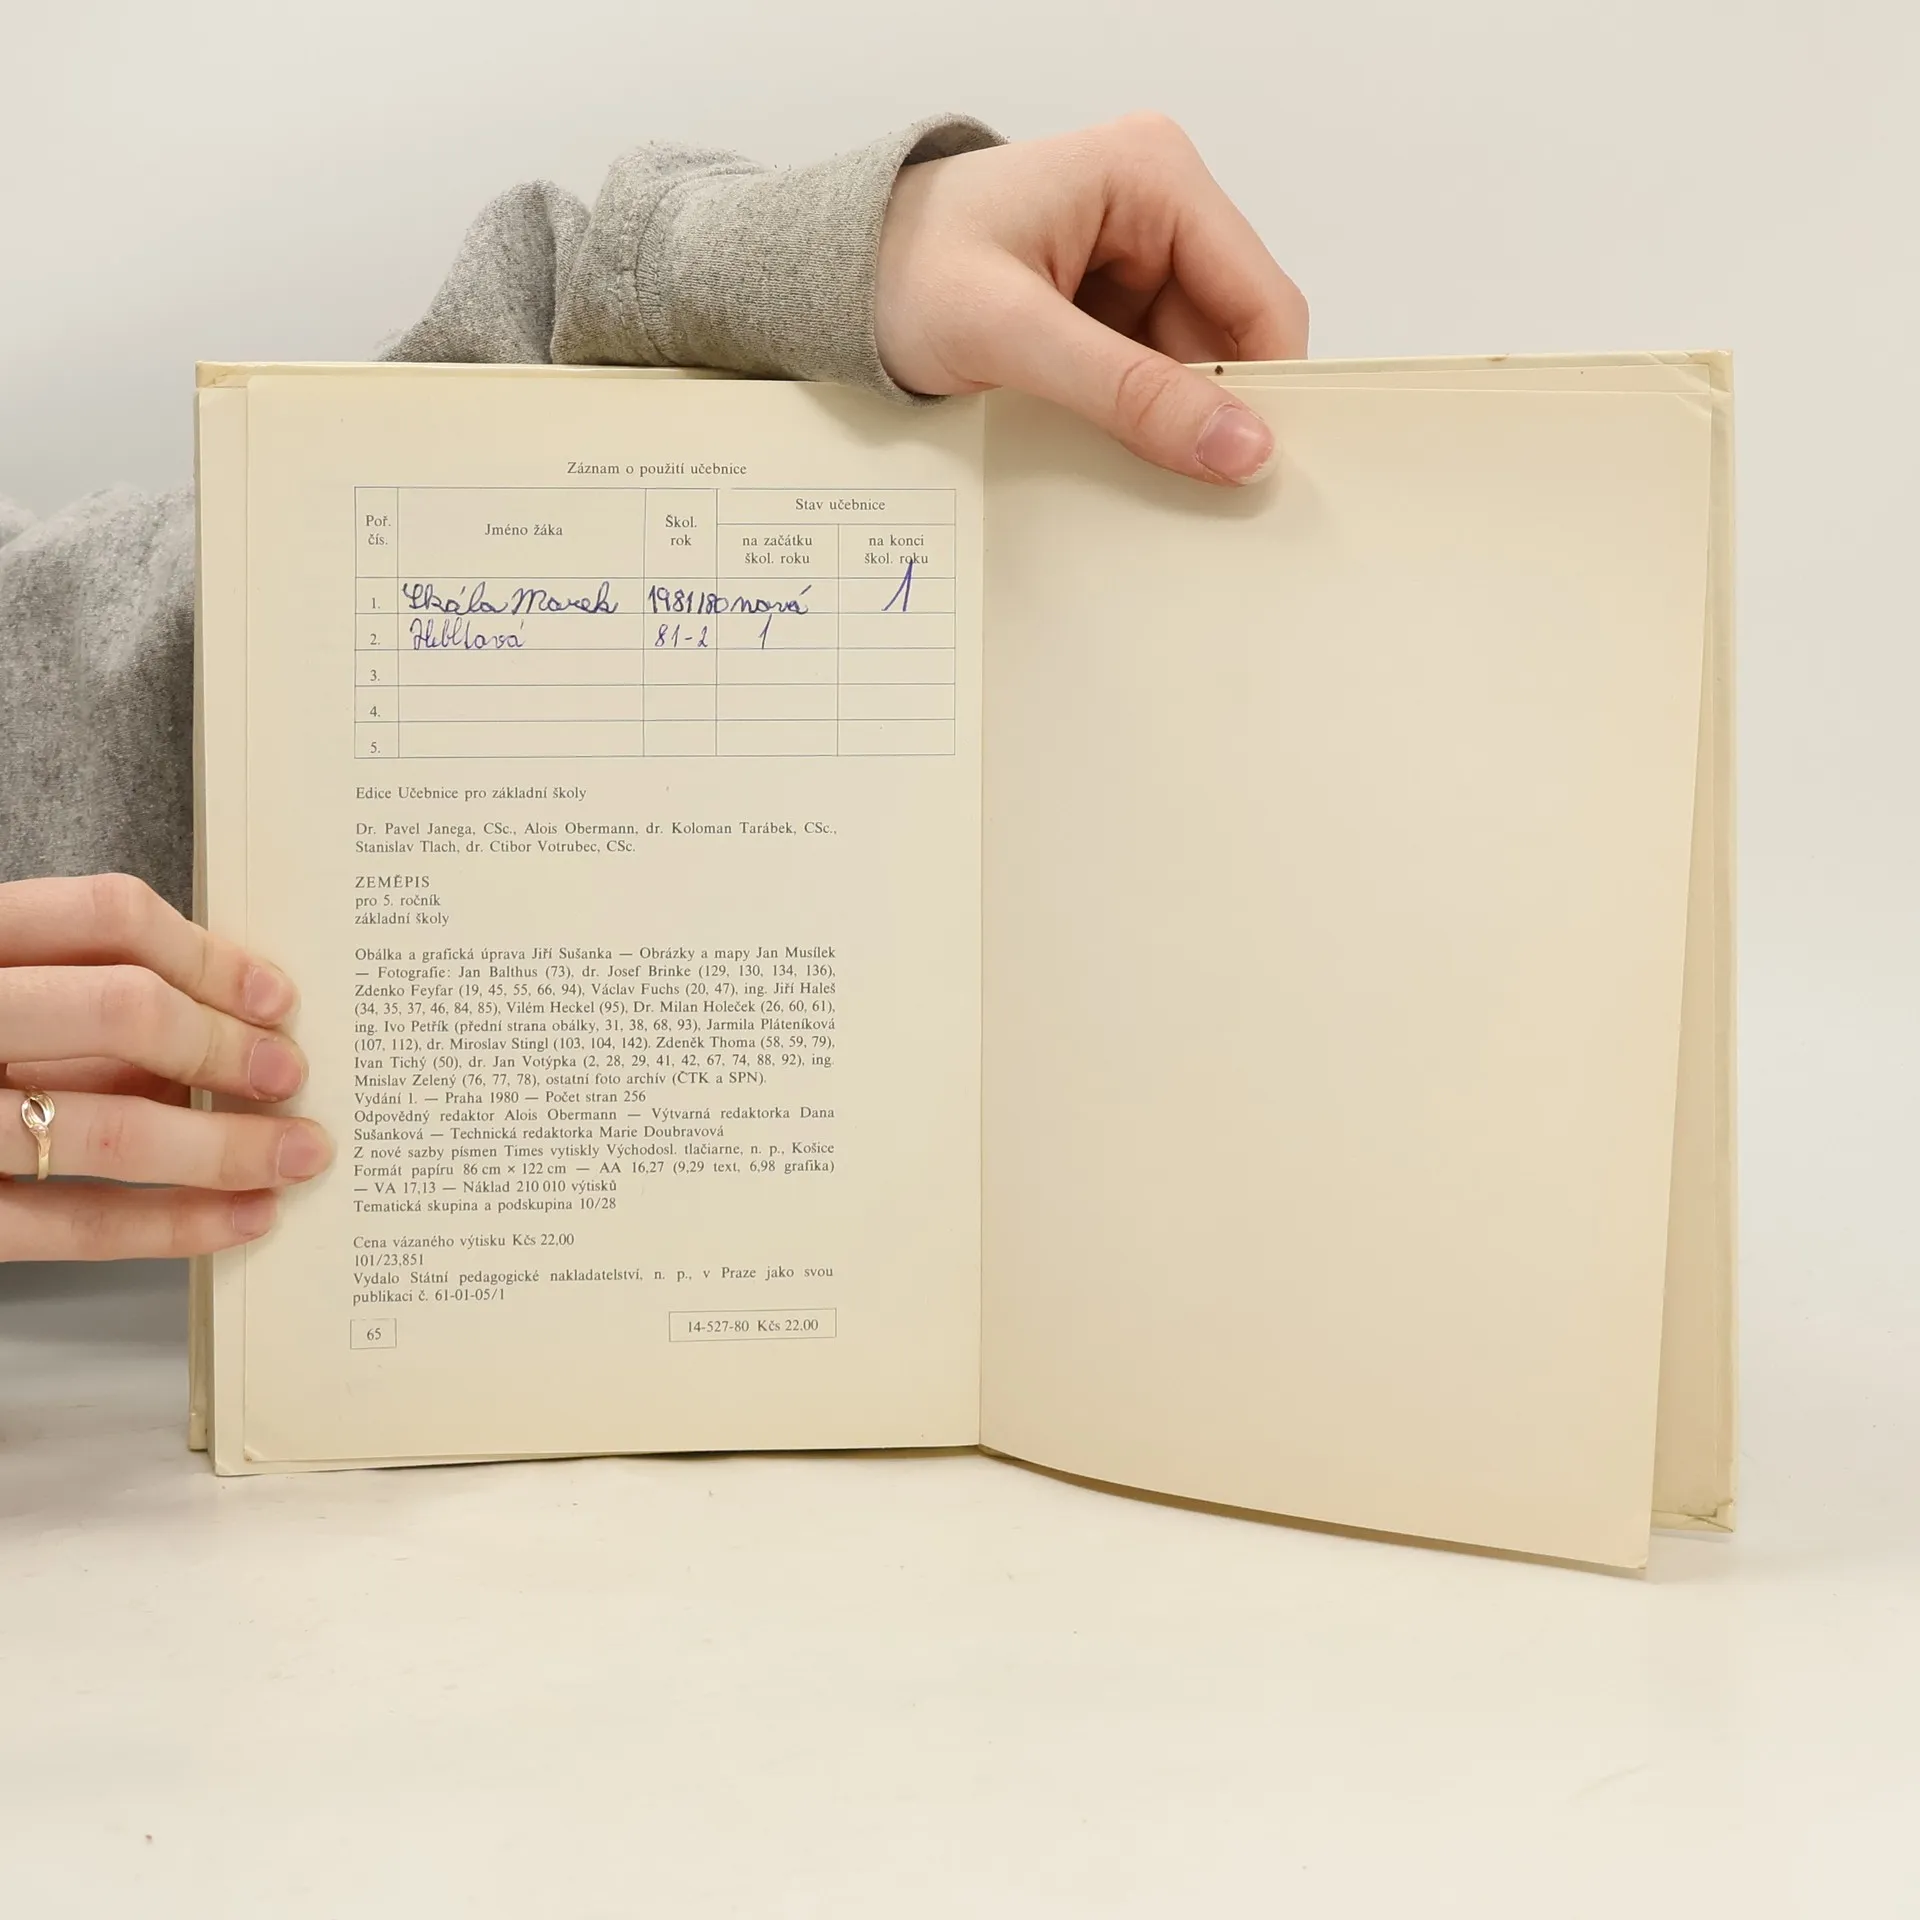 Záznam o použití učebnice
Poř. čís.
Jméno žáka
Škol. rok
Stav učebnice
na začátku škol. roku
na konci škol. roku
1. Skála Marek 1981/80 nová 1
2. 81-2 1
3.
4.
5.
Edice Učebnice pro základní školy
Dr. Pavel Janega, CSc., Alois Obermann, dr. Koloman Tarábek, CSc.,
Stanislav Tlach, dr. Ctibor Votrubec, CSc.
ZEMĚPIS
pro 5. ročník
základní školy
Obálka a grafická úprava Jiří Sušanka — Obrázky a mapy Jan Musílek
— Fotografie: Jan Balthus (73), dr. Josef Brinke (129, 130, 134, 136),
Zdenko Feyfar (19, 45, 55, 66, 94), Václav Fuchs (20, 47), ing. Jiří Haleš
(34, 35, 37, 46, 84, 85), Vilém Heckel (95), Dr. Milan Holeček (26, 60, 61),
ing. Ivo Petřík (přední strana obálky, 31, 38, 68, 93), Jarmila Pláteníková
(107, 112), dr. Miroslav Stingl (103, 104, 142). Zdeněk Thoma (58, 59, 79),
Ivan Tichý (50), dr. Jan Votýpka (2, 28, 29, 41, 42, 67, 74, 88, 92), ing.
Mnislav Zelený (76, 77, 78), ostatní foto archív (ČTK a SPN).
Vydání 1. — Praha 1980 — Počet stran 256
Odpovědný redaktor Alois Obermann — Výtvarná redaktorka Dana
Sušanková — Technická redaktorka Marie Doubravová
Z nové sazby písmen Times vytiskly Východosl. tlačiarne, n. p., Košice
Formát papíru 86 cm × 122 cm — AA 16,27 (9,29 text, 6,98 grafika)
— VA 17,13 — Náklad 210 010 výtisků
Tematická skupina a podskupina 10/28
Cena vázaného výtisku Kčs 22,00
101/23,851
Vydalo Státní pedagogické nakladatelství, n. p., v Praze jako svou
publikaci č. 61-01-05/1
65
14-527-80 Kčs 22,00